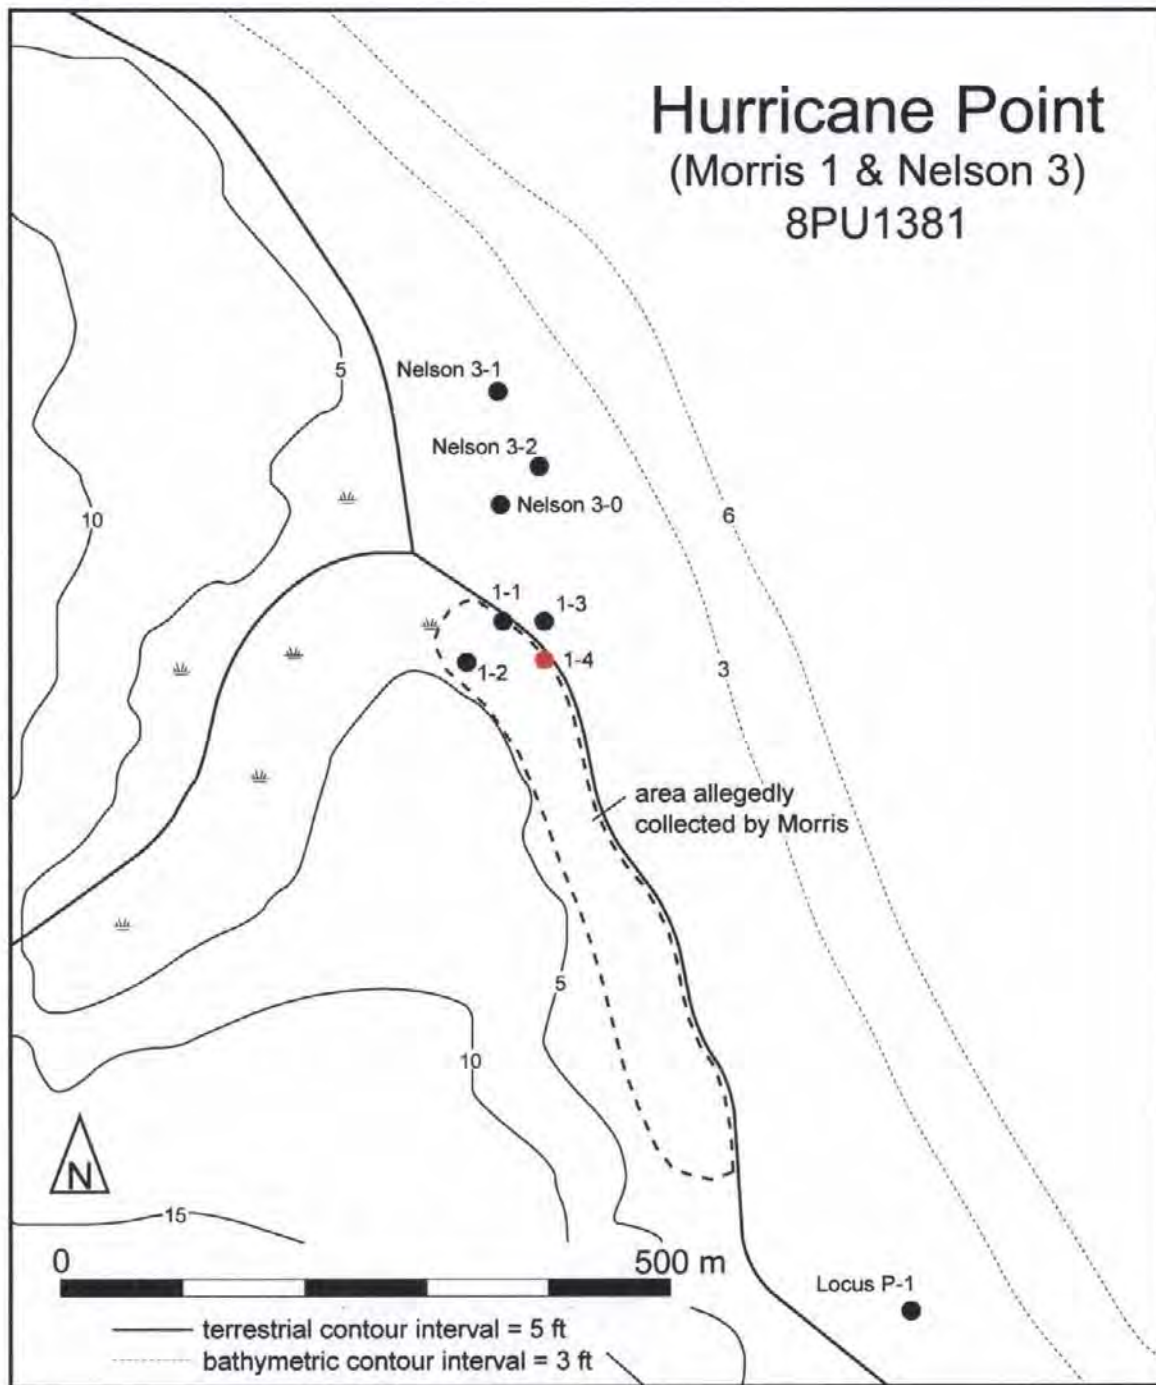 Hurricane Point
(Morris 1 & Nelson 3)
8PU1381
5
Nelson 3-1
Nelson 3-2
Nelson 3-0
10
6
1-1
1-3
1-2
1-4
3
area allegedly
collected by Morris
5
10
N
15
0
500 m
Locus P-1
terrestrial contour interval = 5 ft
bathymetric contour interval = 3 ft